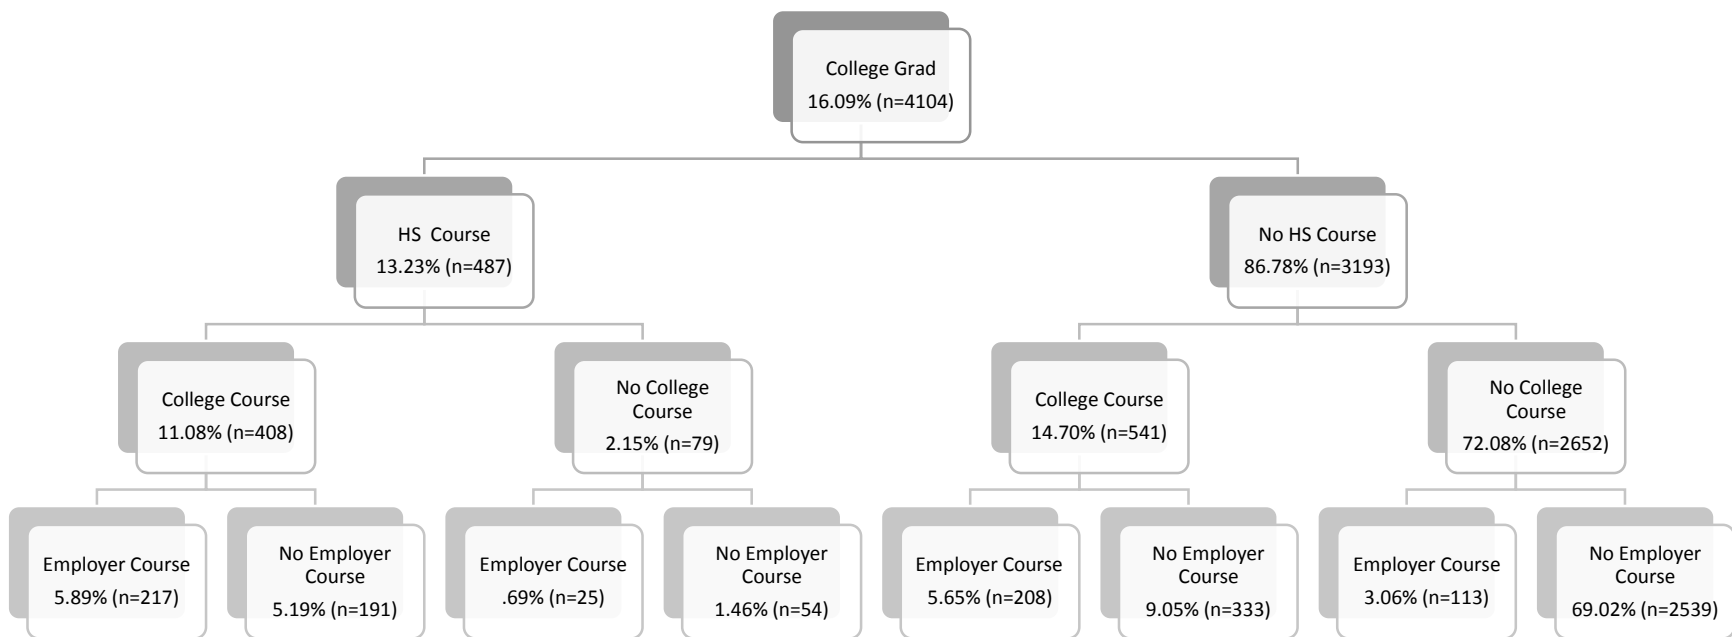 College Grad
16.09% (n=4104)
HS  Course
13.23% (n=487)
No HS Course
86.78% (n=3193)
College Course
11.08% (n=408)
No College
Course
2.15% (n=79)
College Course
14.70% (n=541)
No College
Course
72.08% (n=2652)
Employer Course
5.89% (n=217)
No Employer
Course
5.19% (n=191)
Employer Course
.69% (n=25)
No Employer
Course
1.46% (n=54)
Employer Course
5.65% (n=208)
No Employer
Course
9.05% (n=333)
Employer Course
3.06% (n=113)
No Employer
Course
69.02% (n=2539)